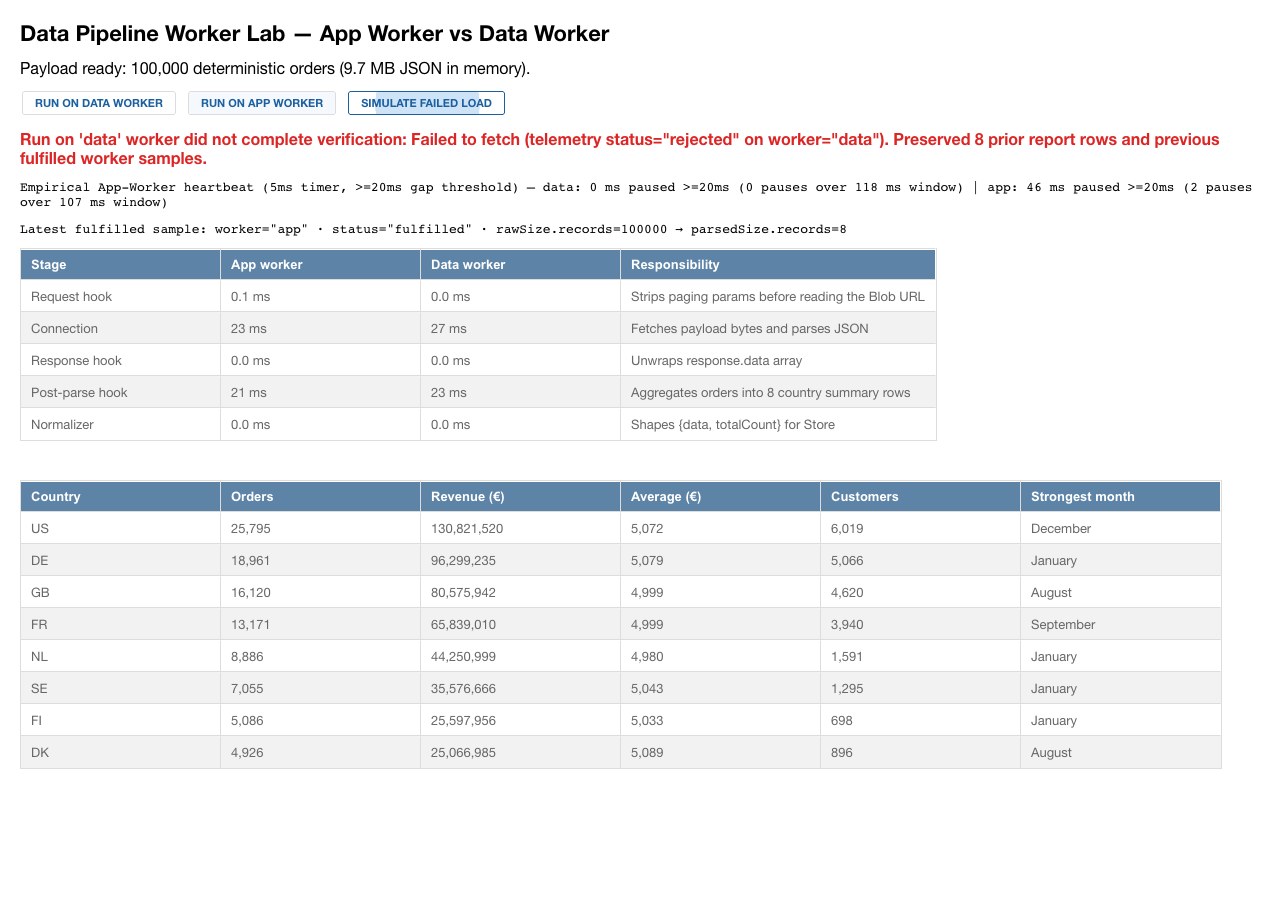 Data Pipeline Worker Lab — App Worker vs Data Worker
Payload ready: 100,000 deterministic orders (9.7 MB JSON in memory).
RUN ON DATA WORKER RUN ON APP WORKER SIMULATE FAILED LOAD
Run on 'data' worker did not complete verification: Failed to fetch (telemetry status="rejected" on worker="data"). Preserved 8 prior report rows and previous
fulfilled worker samples.
Empirical App-Worker heartbeat (5ms timer, >=20ms gap threshold) — data: 0 ms paused >=20ms (0 pauses over 118 ms window) | app: 46 ms paused >=20ms (2 pauses
over 107 ms window)
Latest fulfilled sample: worker="app" · status="fulfilled" · rawSize.records=100000 → parsedSize.records=8
Stage App worker Data worker Responsibility
Request hook 0.1 ms 0.0 ms Strips paging params before reading the Blob URL
Connection 23 ms 27 ms Fetches payload bytes and parses JSON
Response hook 0.0 ms 0.0 ms Unwraps response.data array
Post-parse hook 21 ms 23 ms Aggregates orders into 8 country summary rows
Normalizer 0.0 ms 0.0 ms Shapes {data, totalCount} for Store
Country Orders Revenue (€) Average (€) Customers Strongest month
US 25,795 130,821,520 5,072 6,019 December
DE 18,961 96,299,235 5,079 5,066 January
GB 16,120 80,575,942 4,999 4,620 August
FR 13,171 65,839,010 4,999 3,940 September
NL 8,886 44,250,999 4,980 1,591 January
SE 7,055 35,576,666 5,043 1,295 January
FI 5,086 25,597,956 5,033 698 January
DK 4,926 25,066,985 5,089 896 August